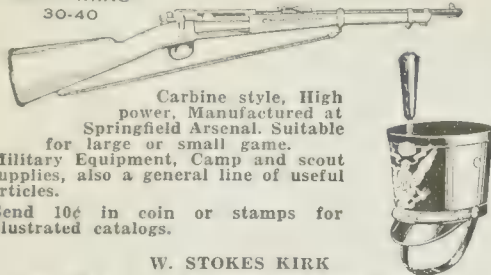 30-40
Carbine style, High
power, Manufactured at
Springfield Arsenal. Suitable
for large or small game.
Military Equipment, Camp and scout
supplies, also a general line of useful
articles.
Send 10¢ in coin or stamps for
illustrated catalogs.
W. STOKES KIRK